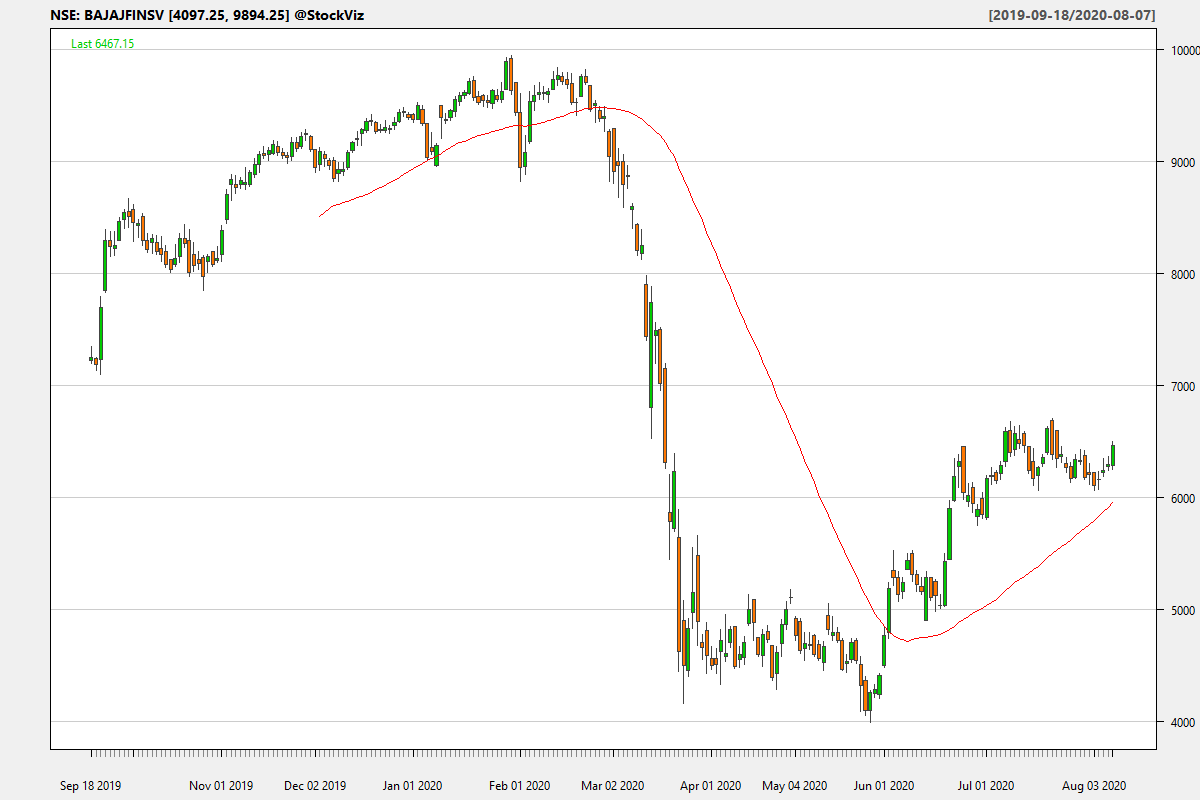 NSE: BAJAJFINSV [4097.25, 9894.25] @StockViz
[2019-09-18/2020-08-07]
Last 6467.15
10000
9000
8000
7000
6000
5000
4000
Sep 18 2019 Nov 01 2019 Dec 02 2019 Jan 01 2020 Feb 01 2020 Mar 02 2020 Apr 01 2020 May 04 2020 Jun 01 2020 Jul 01 2020 Aug 03 2020